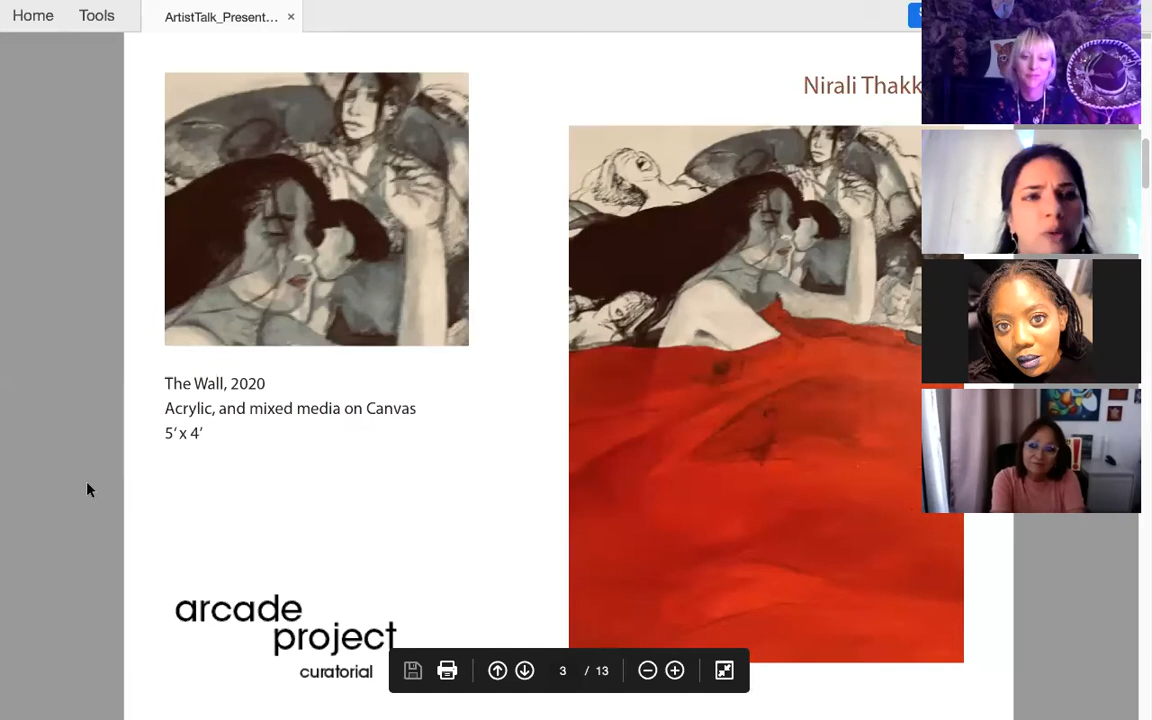 Home Tools ArtistTalk_Present... ×
Nirali Thakk
The Wall, 2020
Acrylic, and mixed media on Canvas
5‘ x 4’
arcade
project
curatorial
3 / 13